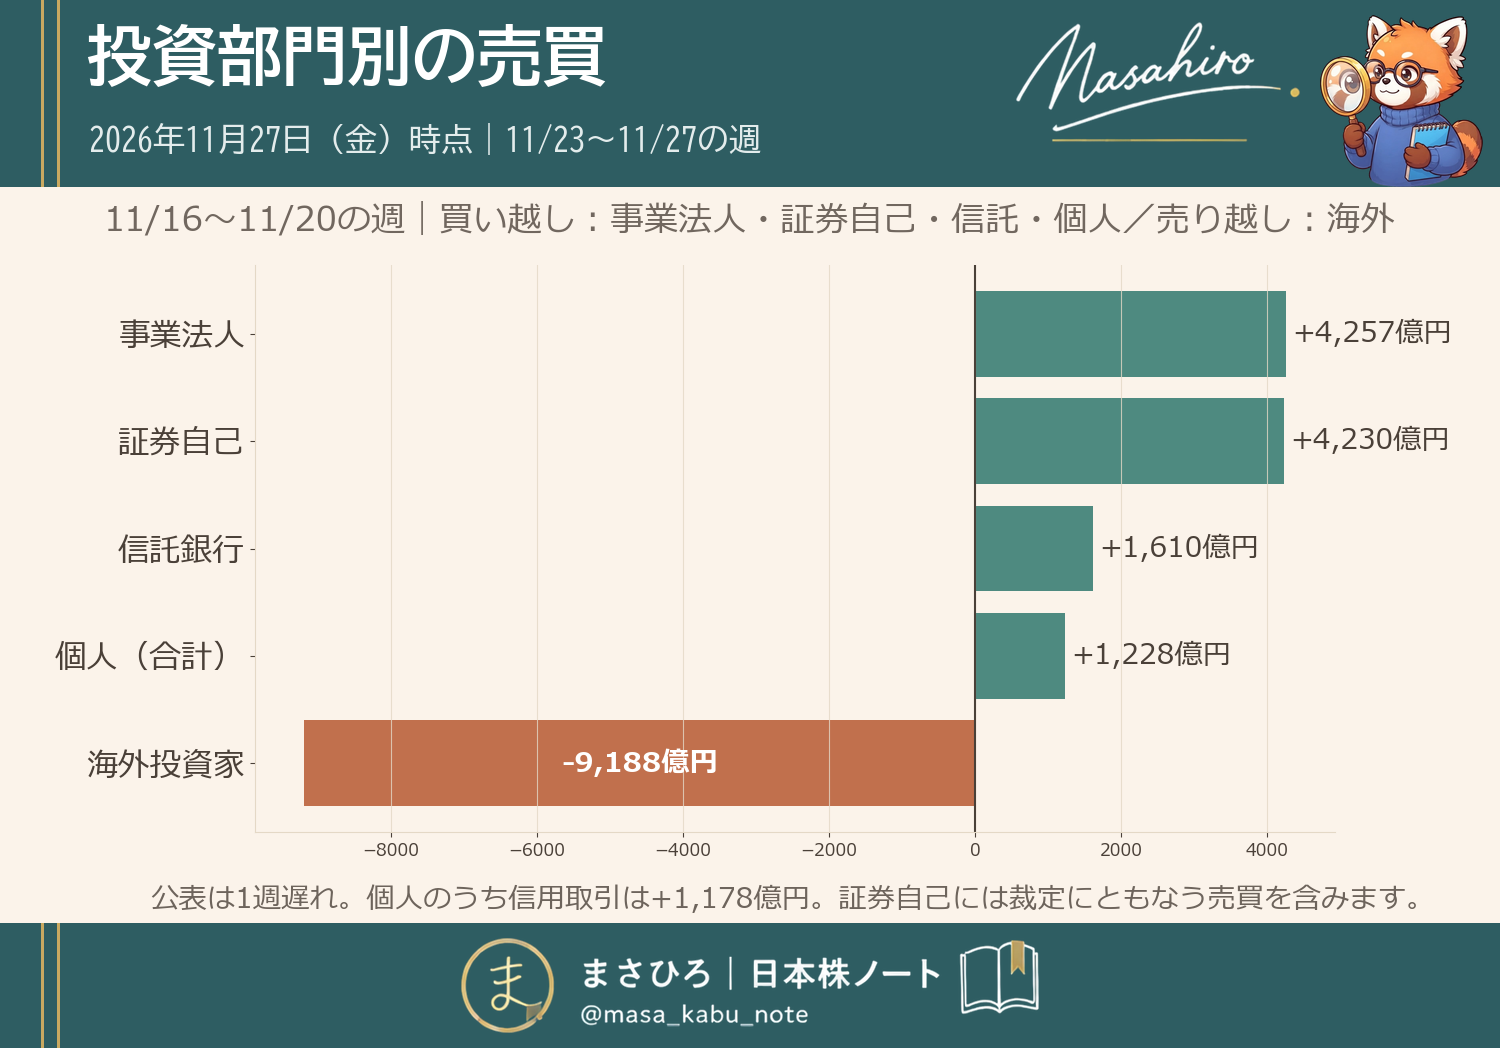 投資部門別の売買
Masahiro
2026年11月27日（金）時点｜11/23～11/27の週
11/16～11/20の週｜買い越し：事業法人・証券自己・信託・個人／売り越し：海外
事業法人 +4,257億円
証券自己 +4,230億円
信託銀行 +1,610億円
個人（合計） +1,228億円
海外投資家 -9,188億円
−8000 −6000 −4000 −2000 0 2000 4000
公表は1週遅れ。個人のうち信用取引は+1,178億円。証券自己には裁定にともなう売買を含みます。
ま
まさひろ｜日本株ノート
@masa_kabu_note